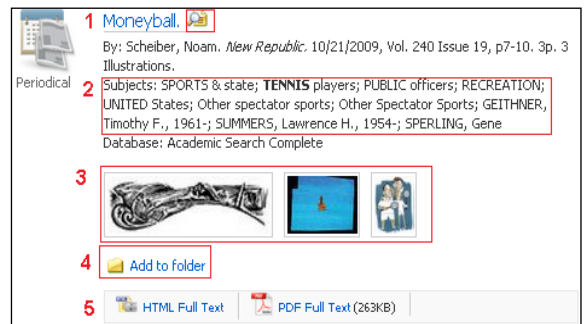 1 Moneyball.
By: Scheiber, Noam. New Republic. 10/21/2009, Vol. 240 Issue 19, p7-10. 3p. 3
Illustrations.
Periodical
2 Subjects: SPORTS & state; TENNIS players; PUBLIC officers; RECREATION;
UNITED States; Other spectator sports; Other Spectator Sports; GEITHNER,
Timothy F., 1961-; SUMMERS, Lawrence H., 1954-; SPERLING, Gene
Database: Academic Search Complete
3
4 Add to folder
5 HTML Full Text PDF Full Text (263KB)